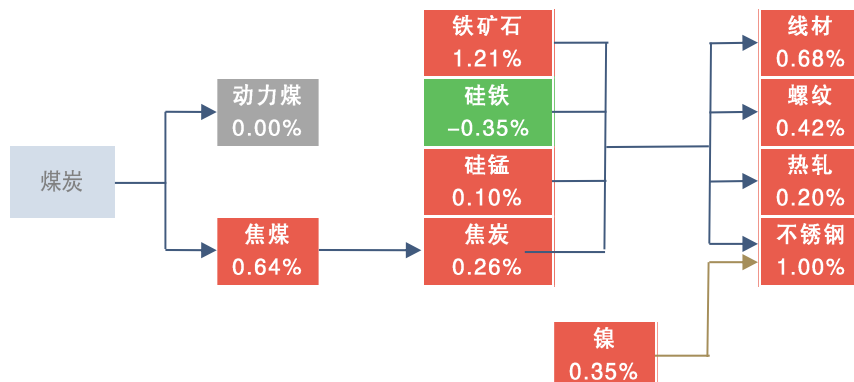 煤炭
动力煤
0.00%
焦煤
0.64%
铁矿石
1.21%
硅铁
-0.35%
硅锰
0.10%
焦炭
0.26%
镍
0.35%
线材
0.68%
螺纹
0.42%
热轧
0.20%
不锈钢
1.00%